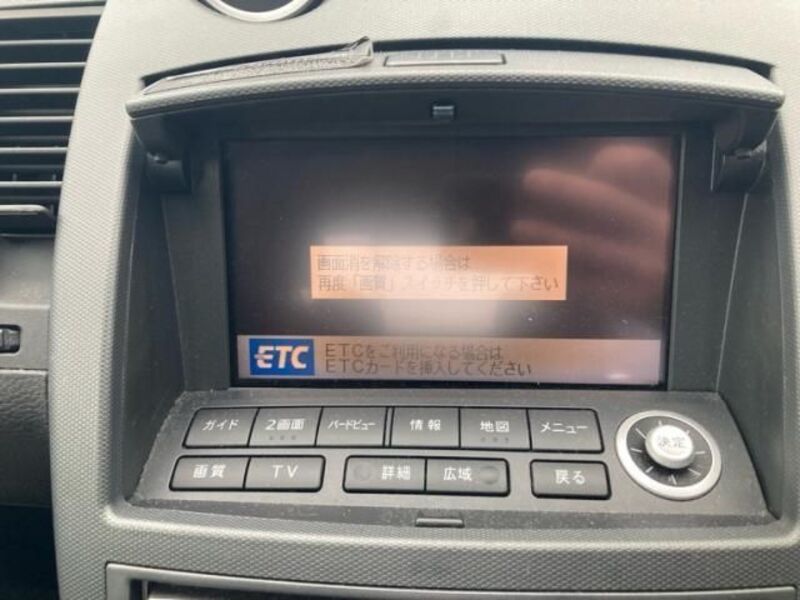 画面消を解除する場合は
再度「画質」スイッチを押して下さい
ETC
ETCをご利用になる場合は
ETCカードを挿入してください
ガイド 2画面 バードビュー 情報 地図 メニュー
決定
画質 TV 詳細 広域 戻る